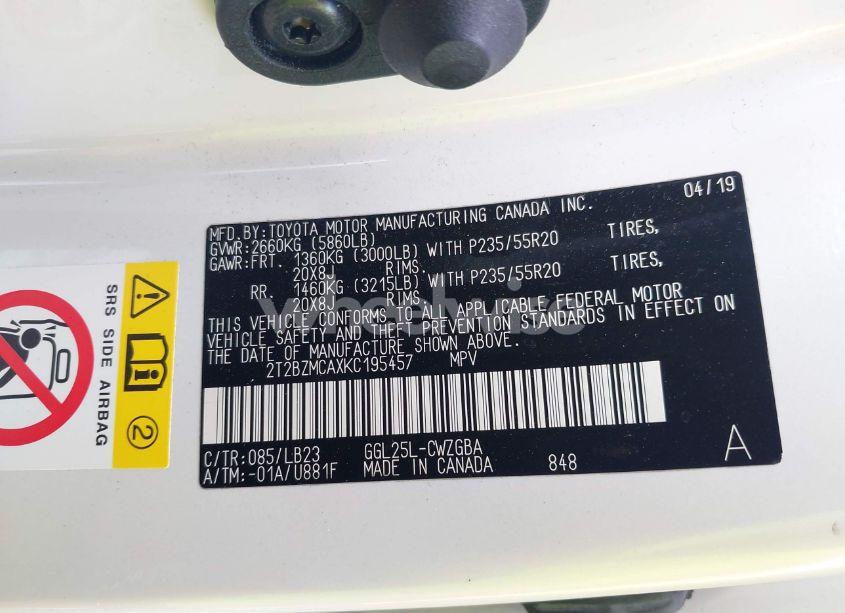 04/19
MFD.BY:TOYOTA MOTOR MANUFACTURING CANADA INC.
GVWR:2660KG (5860LB)
GAWR:FRT. 1360KG (3000LB) WITH P235/55R20 TIRES,
20X8J RIMS.
RR. 1460KG (3215LB) WITH P235/55R20 TIRES,
20X8J RIMS.
THIS VEHICLE CONFORMS TO ALL APPLICABLE FEDERAL MOTOR
VEHICLE SAFETY AND THEFT PREVENTION STANDARDS IN EFFECT ON
THE DATE OF MANUFACTURE SHOWN ABOVE.
2T2BZMCAXKC195457 MPV
C/TR:085/LB23 GGL25L-CWZGBA
A/TM:-01A/U881F MADE IN CANADA 848
A
SRS SIDE AIRBAG
2
wheelwise